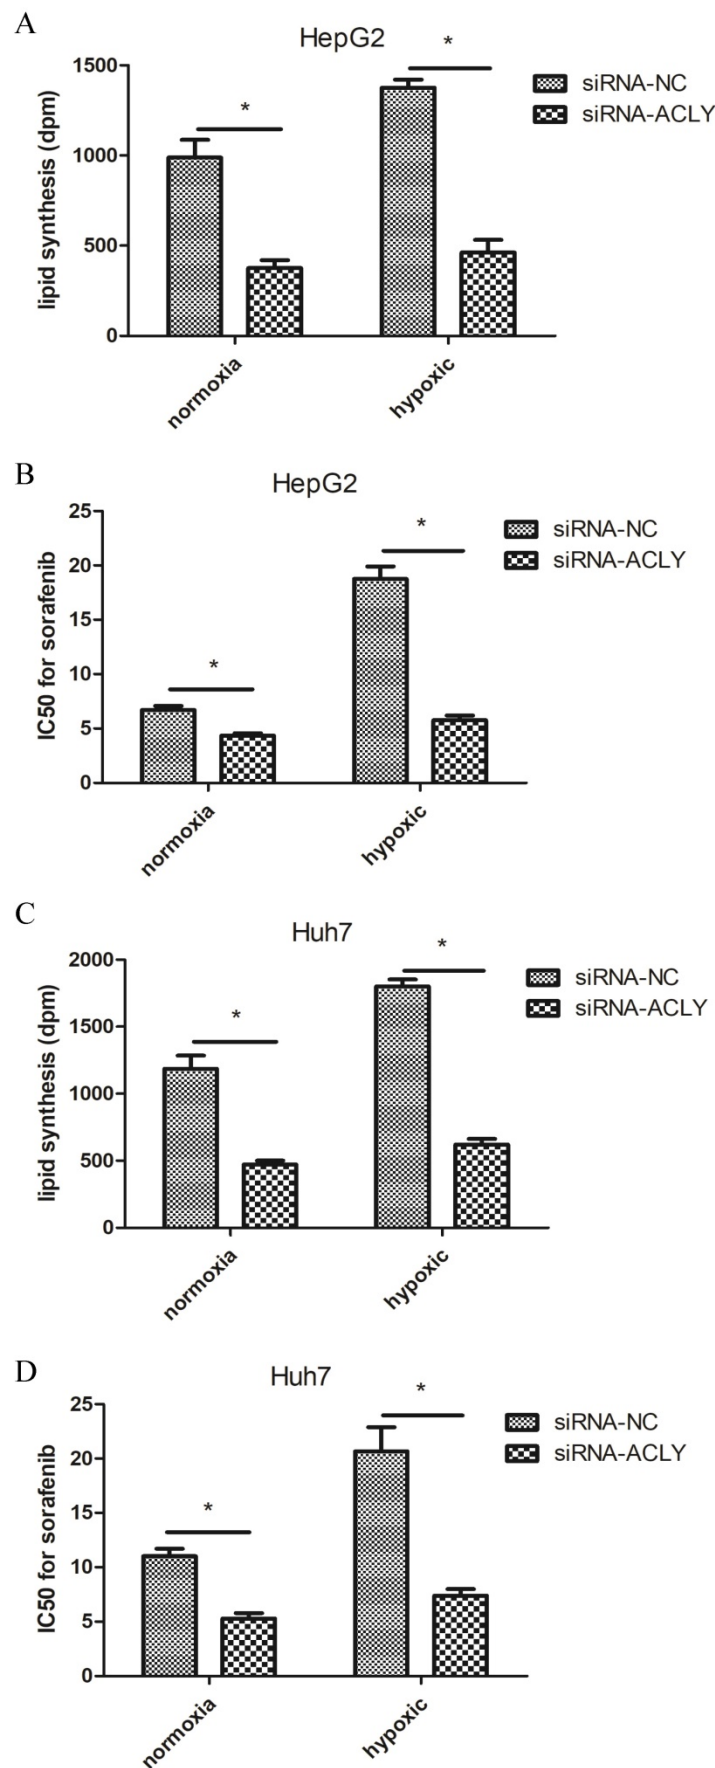 A
HepG2
*
*
siRNA-NC
siRNA-ACLY
lipid synthesis (dpm)
1500
1000
500
0
normoxia
hypoxic
B
HepG2
*
*
siRNA-NC
siRNA-ACLY
IC50 for sorafenib
25
20
15
10
5
0
normoxia
hypoxic
C
Huh7
*
*
siRNA-NC
siRNA-ACLY
lipid synthesis (dpm)
2000
1500
1000
500
0
normoxia
hypoxic
D
Huh7
*
*
siRNA-NC
siRNA-ACLY
IC50 for sorafenib
25
20
15
10
5
0
normoxia
hypoxic